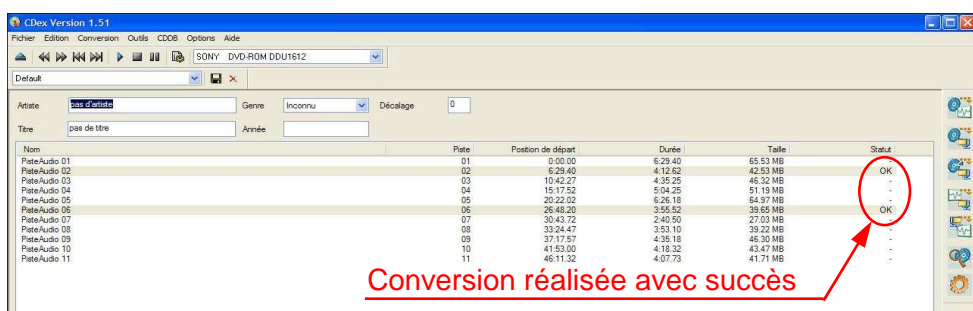 CDex Version 1.51
Fichier Edition Conversion Outils CDDB Options Aide
SONY DVD-ROM DDU1612
Default
Artiste pas d'artiste Genre Inconnu Décalage 0
Titre pas de titre Année
Nom Piste Position de départ Durée Taille Statut
PisteAudio 01 01 0:00.00 6:29.40 65.53 MB -
PisteAudio 02 02 6:29.40 4:12.62 42.53 MB OK
PisteAudio 03 03 10:42.27 4:35.25 46.32 MB -
PisteAudio 04 04 15:17.52 5:04.25 51.19 MB -
PisteAudio 05 05 20:22.02 6:26.18 64.97 MB -
PisteAudio 06 06 26:48.20 3:55.52 39.65 MB OK
PisteAudio 07 07 30:43.72 2:40.50 27.03 MB -
PisteAudio 08 08 33:24.47 3:53.10 39.22 MB -
PisteAudio 09 09 37:17.57 4:35.18 46.30 MB -
PisteAudio 10 10 41:53.00 4:18.32 43.47 MB -
PisteAudio 11 11 46:11.32 4:07.73 41.71 MB -
Conversion réalisée avec succès